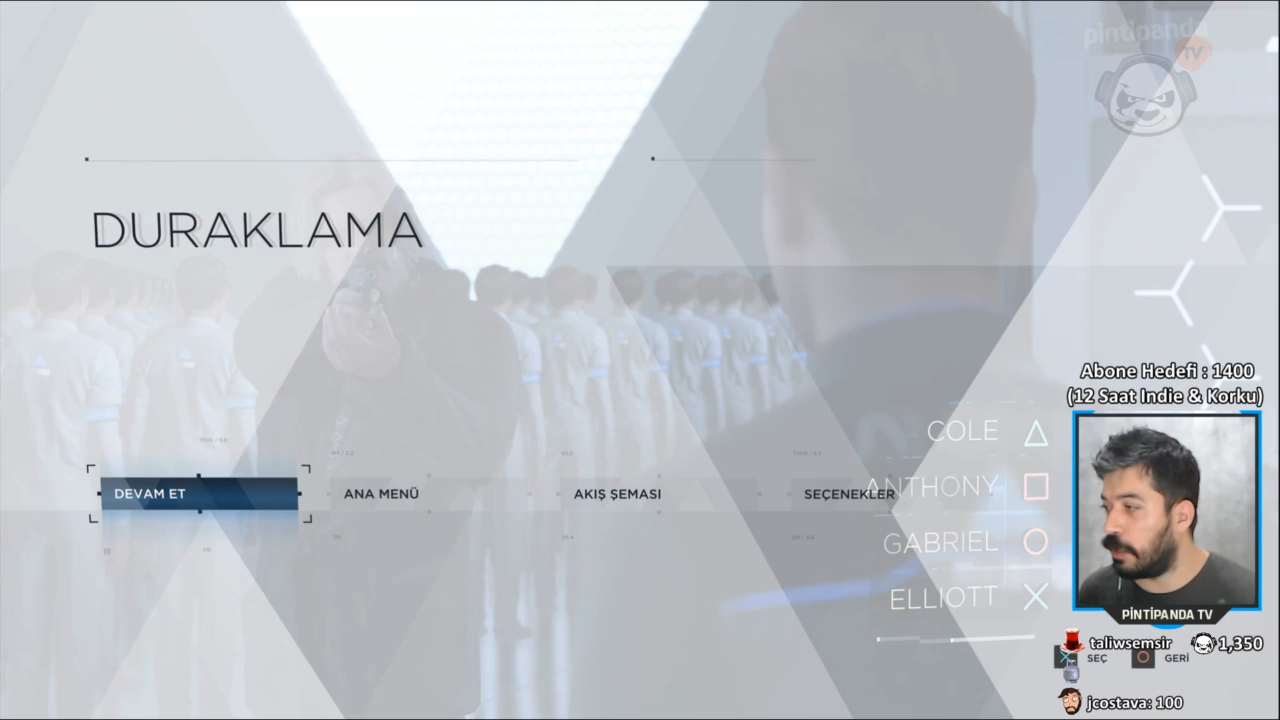 pintipanda
TV
DURAKLAMA
Abone Hedefi : 1400
(12 Saat Indie & Korku)
COLE
ANTHONY
GABRIEL
ELLIOTT
DEVAM ET
ANA MENÜ
AKIŞ ŞEMASI
SEÇENEKLER
PİNTİPANDA TV
taliwsemsir
1,350
SEÇ
GERİ
jcostava: 100